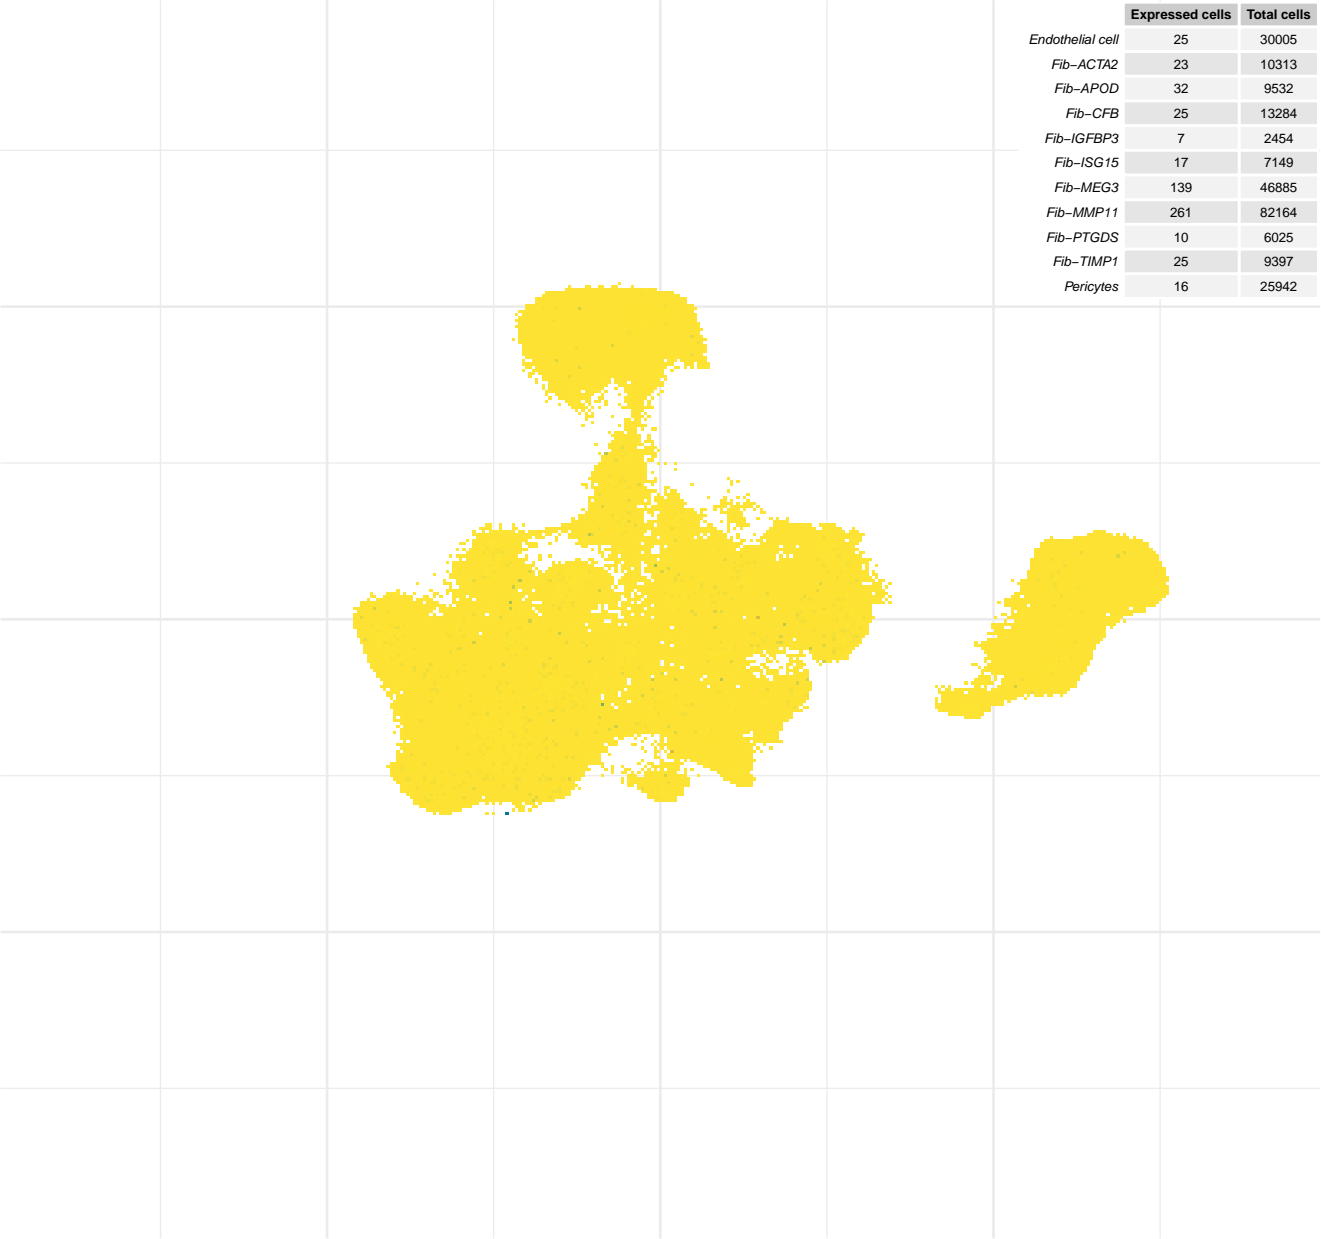 Expressed cells Total cells
Endothelial cell 25 30005
Fib−ACTA2 23 10313
Fib−APOD 32 9532
Fib−CFB 25 13284
Fib−IGFBP3 7 2454
Fib−ISG15 17 7149
Fib−MEG3 139 46885
Fib−MMP11 261 82164
Fib−PTGDS 10 6025
Fib−TIMP1 25 9397
Pericytes 16 25942